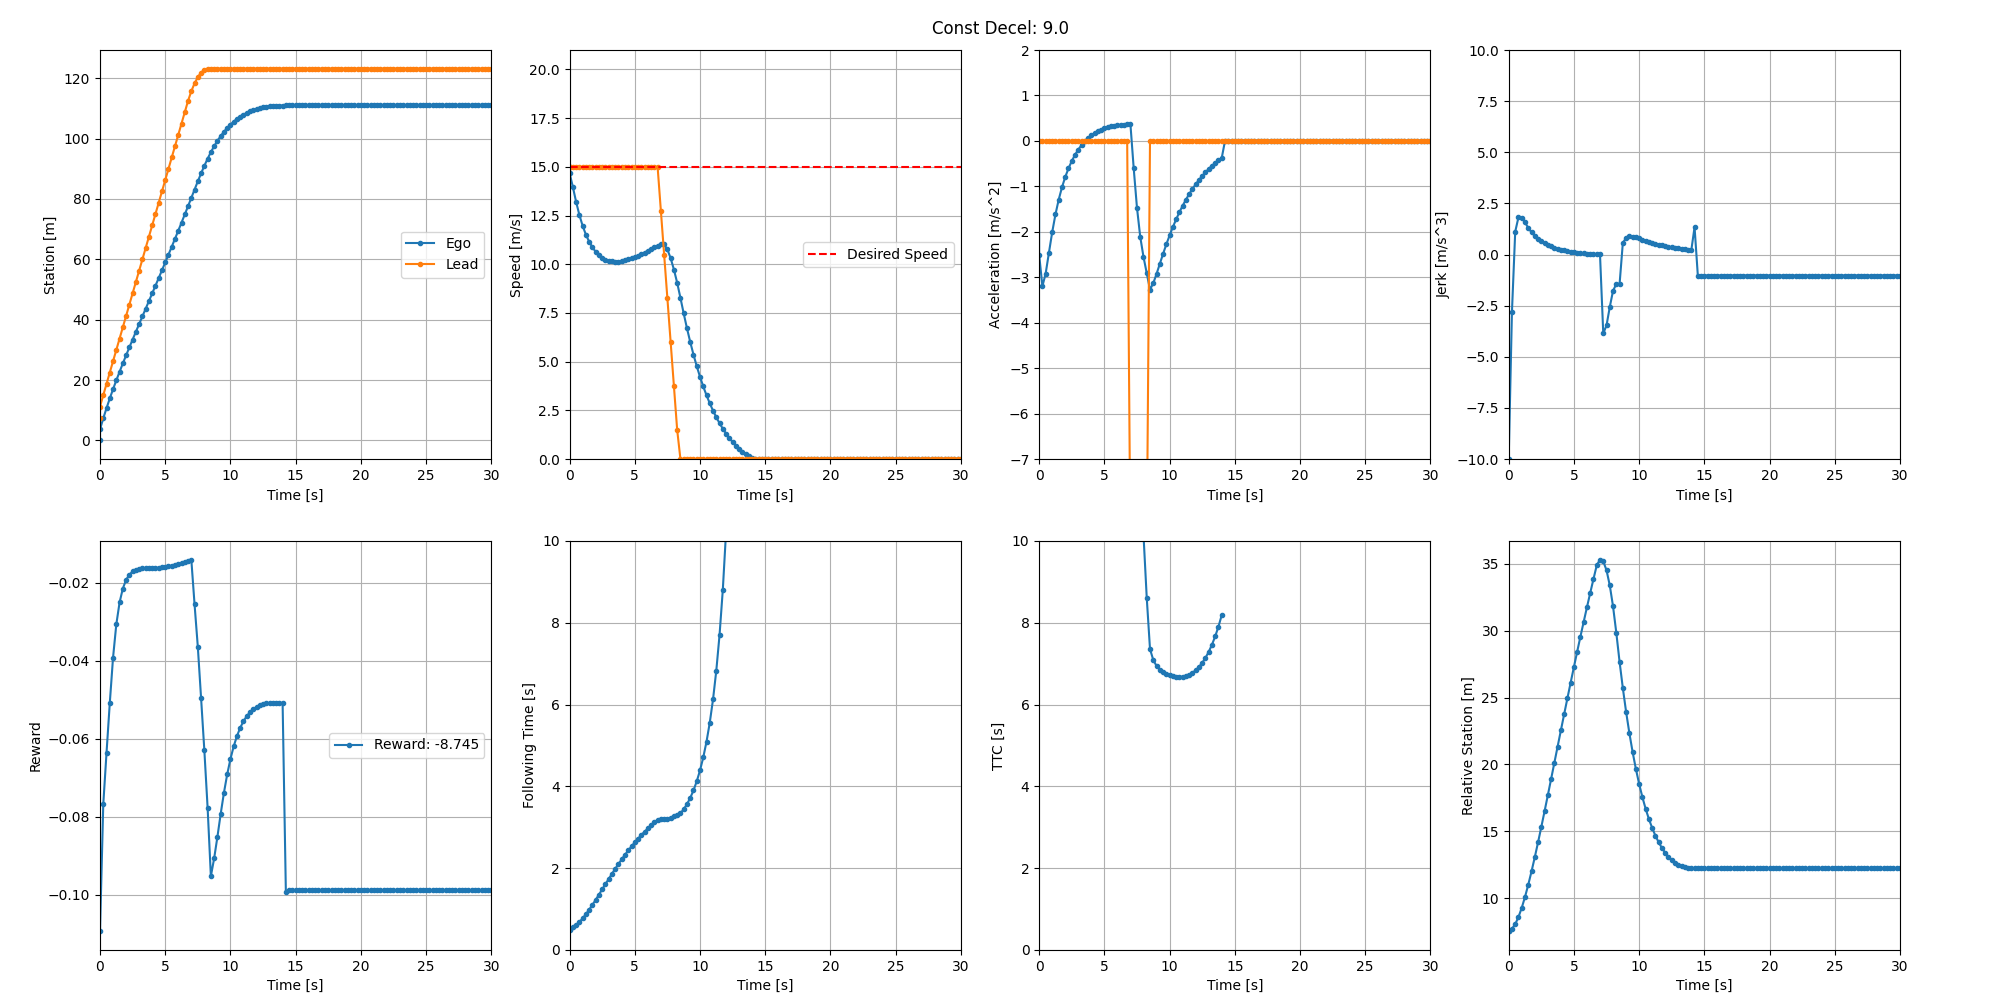 Const Decel: 9.0
120
100
80
60
40
20
0
Station [m]
Ego
Lead
0 5 10 15 20 25 30
Time [s]
20.0
17.5
15.0
12.5
10.0
7.5
5.0
2.5
0.0
Speed [m/s]
Desired Speed
0 5 10 15 20 25 30
Time [s]
2
1
0
−1
−2
−3
−4
−5
−6
−7
Acceleration [m/s^2]
0 5 10 15 20 25 30
Time [s]
10.0
7.5
5.0
2.5
0.0
−2.5
−5.0
−7.5
−10.0
Jerk [m/s^3]
0 5 10 15 20 25 30
Time [s]
−0.02
−0.04
−0.06
−0.08
−0.10
Reward
Reward: -8.745
0 5 10 15 20 25 30
Time [s]
10
8
6
4
2
0
Following Time [s]
0 5 10 15 20 25 30
Time [s]
10
8
6
4
2
0
TTC [s]
0 5 10 15 20 25 30
Time [s]
35
30
25
20
15
10
Relative Station [m]
0 5 10 15 20 25 30
Time [s]